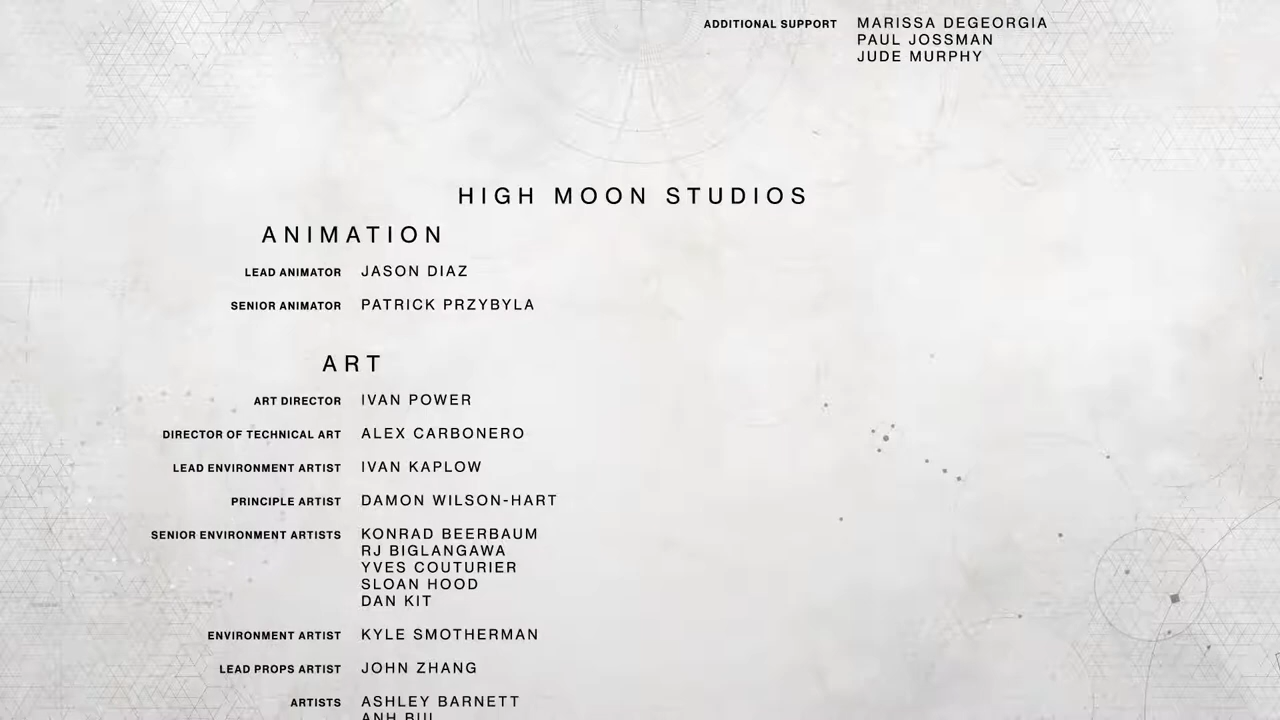 ADDITIONAL SUPPORT MARISSA DEGEORGIA
PAUL JOSSMAN
JUDE MURPHY
HIGH MOON STUDIOS
ANIMATION
LEAD ANIMATOR JASON DIAZ
SENIOR ANIMATOR PATRICK PRZYBYLA
ART
ART DIRECTOR IVAN POWER
DIRECTOR OF TECHNICAL ART ALEX CARBONERO
LEAD ENVIRONMENT ARTIST IVAN KAPLOW
PRINCIPLE ARTIST DAMON WILSON-HART
SENIOR ENVIRONMENT ARTISTS KONRAD BEERBAUM
RJ BIGLANGAWA
YVES COUTURIER
SLOAN HOOD
DAN KIT
ENVIRONMENT ARTIST KYLE SMOTHERMAN
LEAD PROPS ARTIST JOHN ZHANG
ARTISTS ASHLEY BARNETT
ANH BUI